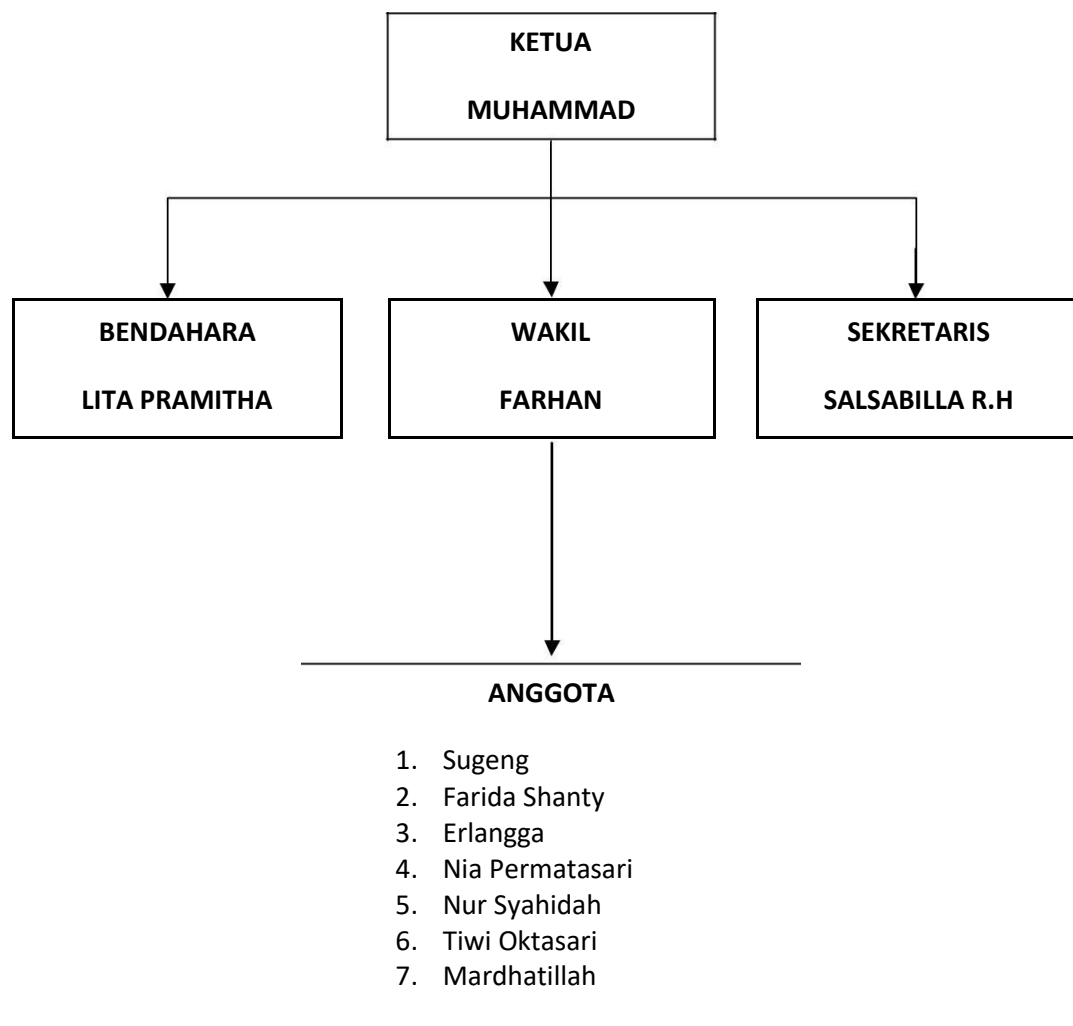 KETUA
MUHAMMAD
BENDAHARA
LITA PRAMITHA
WAKIL
FARHAN
SEKRETARIS
SALSABILLA R.H
ANGGOTA
1. Sugeng
2. Farida Shanty
3. Erlangga
4. Nia Permatasari
5. Nur Syahidah
6. Tiwi Oktasari
7. Mardhatillah